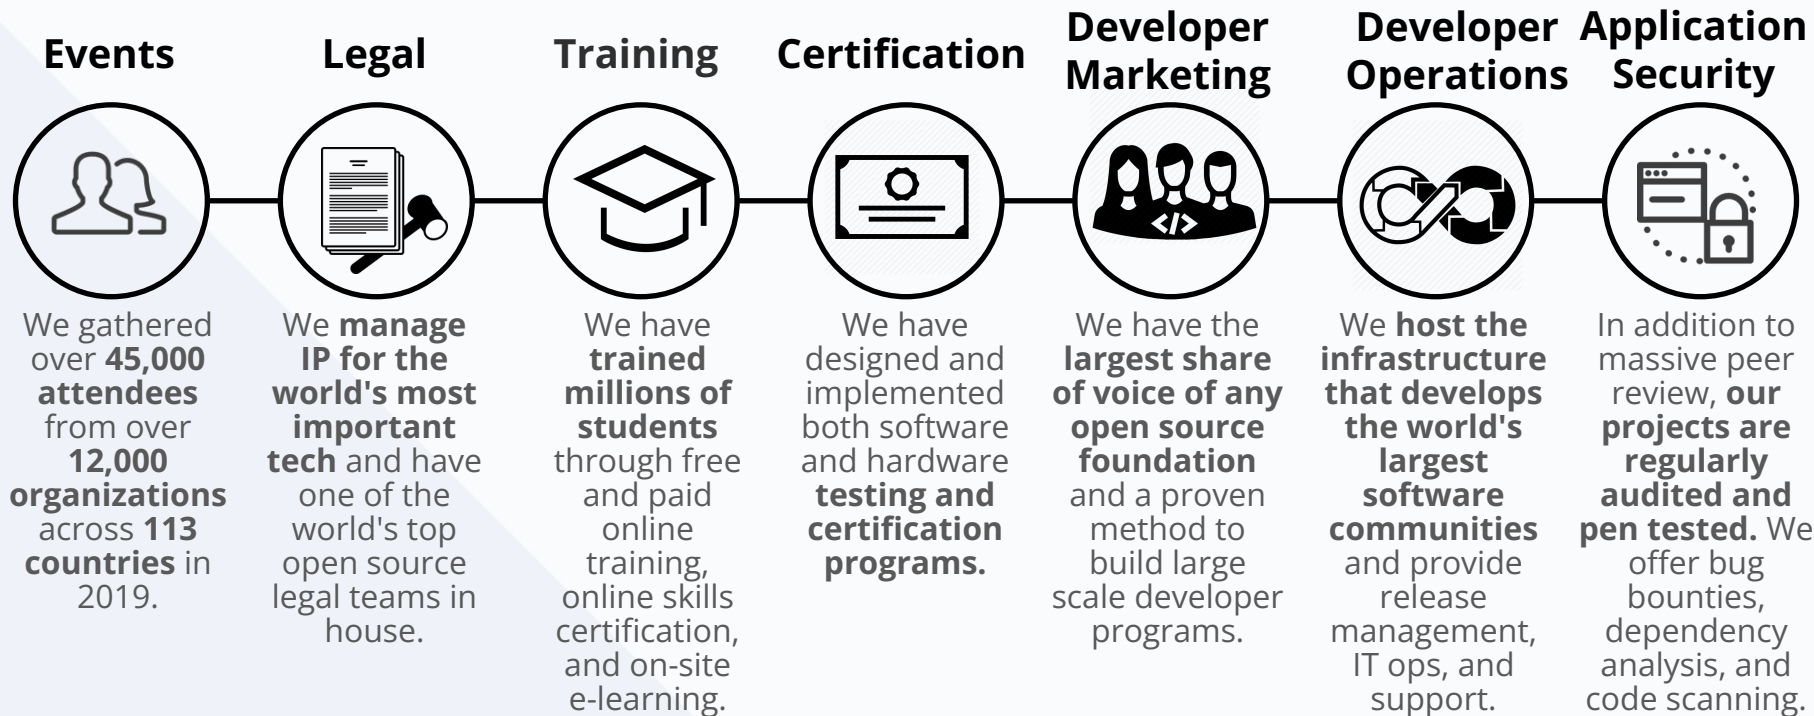 Events
We gathered
over 45,000
attendees
from over
12,000
organizations
across 113
countries in
2019.
Legal
We manage
IP for the
world's most
important
tech and have
one of the
world's top
open source
legal teams in
house.
Training
We have
trained
millions of
students
through free
and paid
online
training,
online skills
certification,
and on-site
e-learning.
Certification
We have
designed and
implemented
both software
and hardware
testing and
certification
programs.
Developer
Marketing
</>
We have the
largest share
of voice of any
open source
foundation
and a proven
method to
build large
scale developer
programs.
Developer
Operations
We host the
infrastructure
that develops
the world's
largest
software
communities
and provide
release
management,
IT ops, and
support.
Application
Security
In addition to
massive peer
review, our
projects are
regularly
audited and
pen tested. We
offer bug
bounties,
dependency
analysis, and
code scanning.